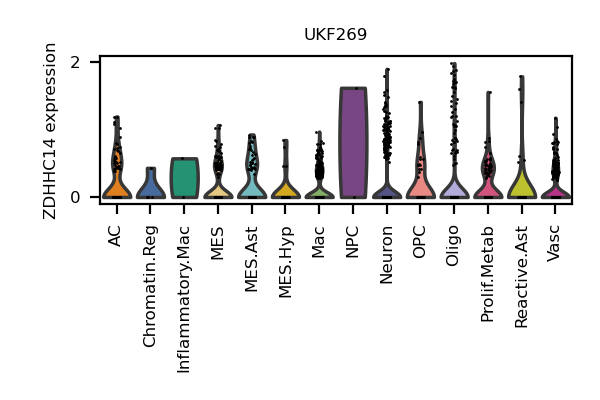 UKF269
ZDHHC14 expression
2
0
AC
Chromatin.Reg
Inflammatory.Mac
MES
MES.Ast
MES.Hyp
Mac
NPC
Neuron
OPC
Oligo
Prolif.Metab
Reactive.Ast
Vasc